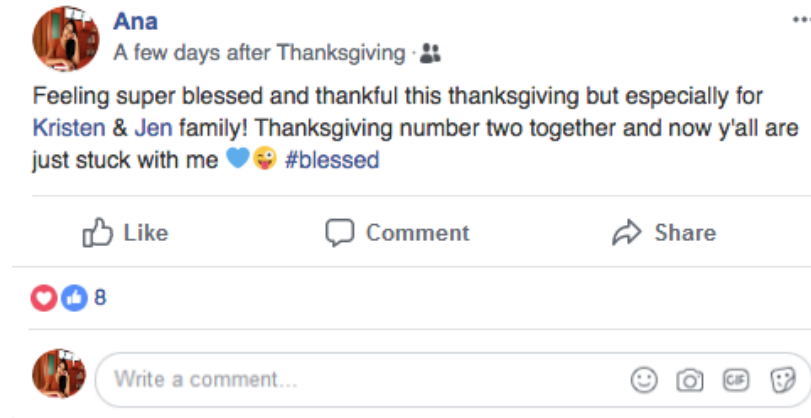 Ana
A few days after Thanksgiving ·
Feeling super blessed and thankful this thanksgiving but especially for
Kristen & Jen family! Thanksgiving number two together and now y'all are
just stuck with me 💙😜 #blessed
Like Comment Share
8
Write a comment...
GIF